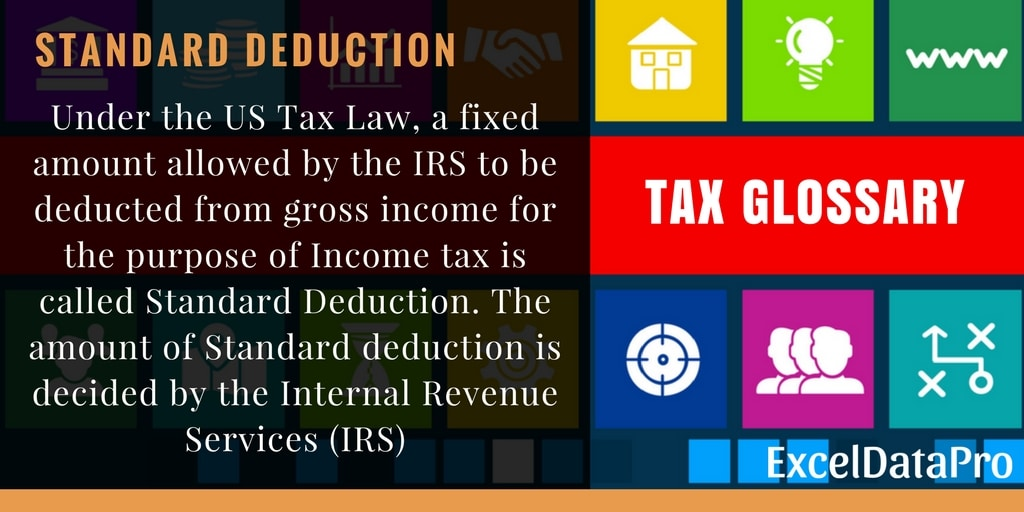 STANDARD DEDUCTION
Under the US Tax Law, a fixed
amount allowed by the IRS to be
deducted from gross income for
the purpose of Income tax is
called Standard Deduction. The
amount of Standard deduction is
decided by the Internal Revenue
Services (IRS)
www
TAX GLOSSARY
ExcelDataPro